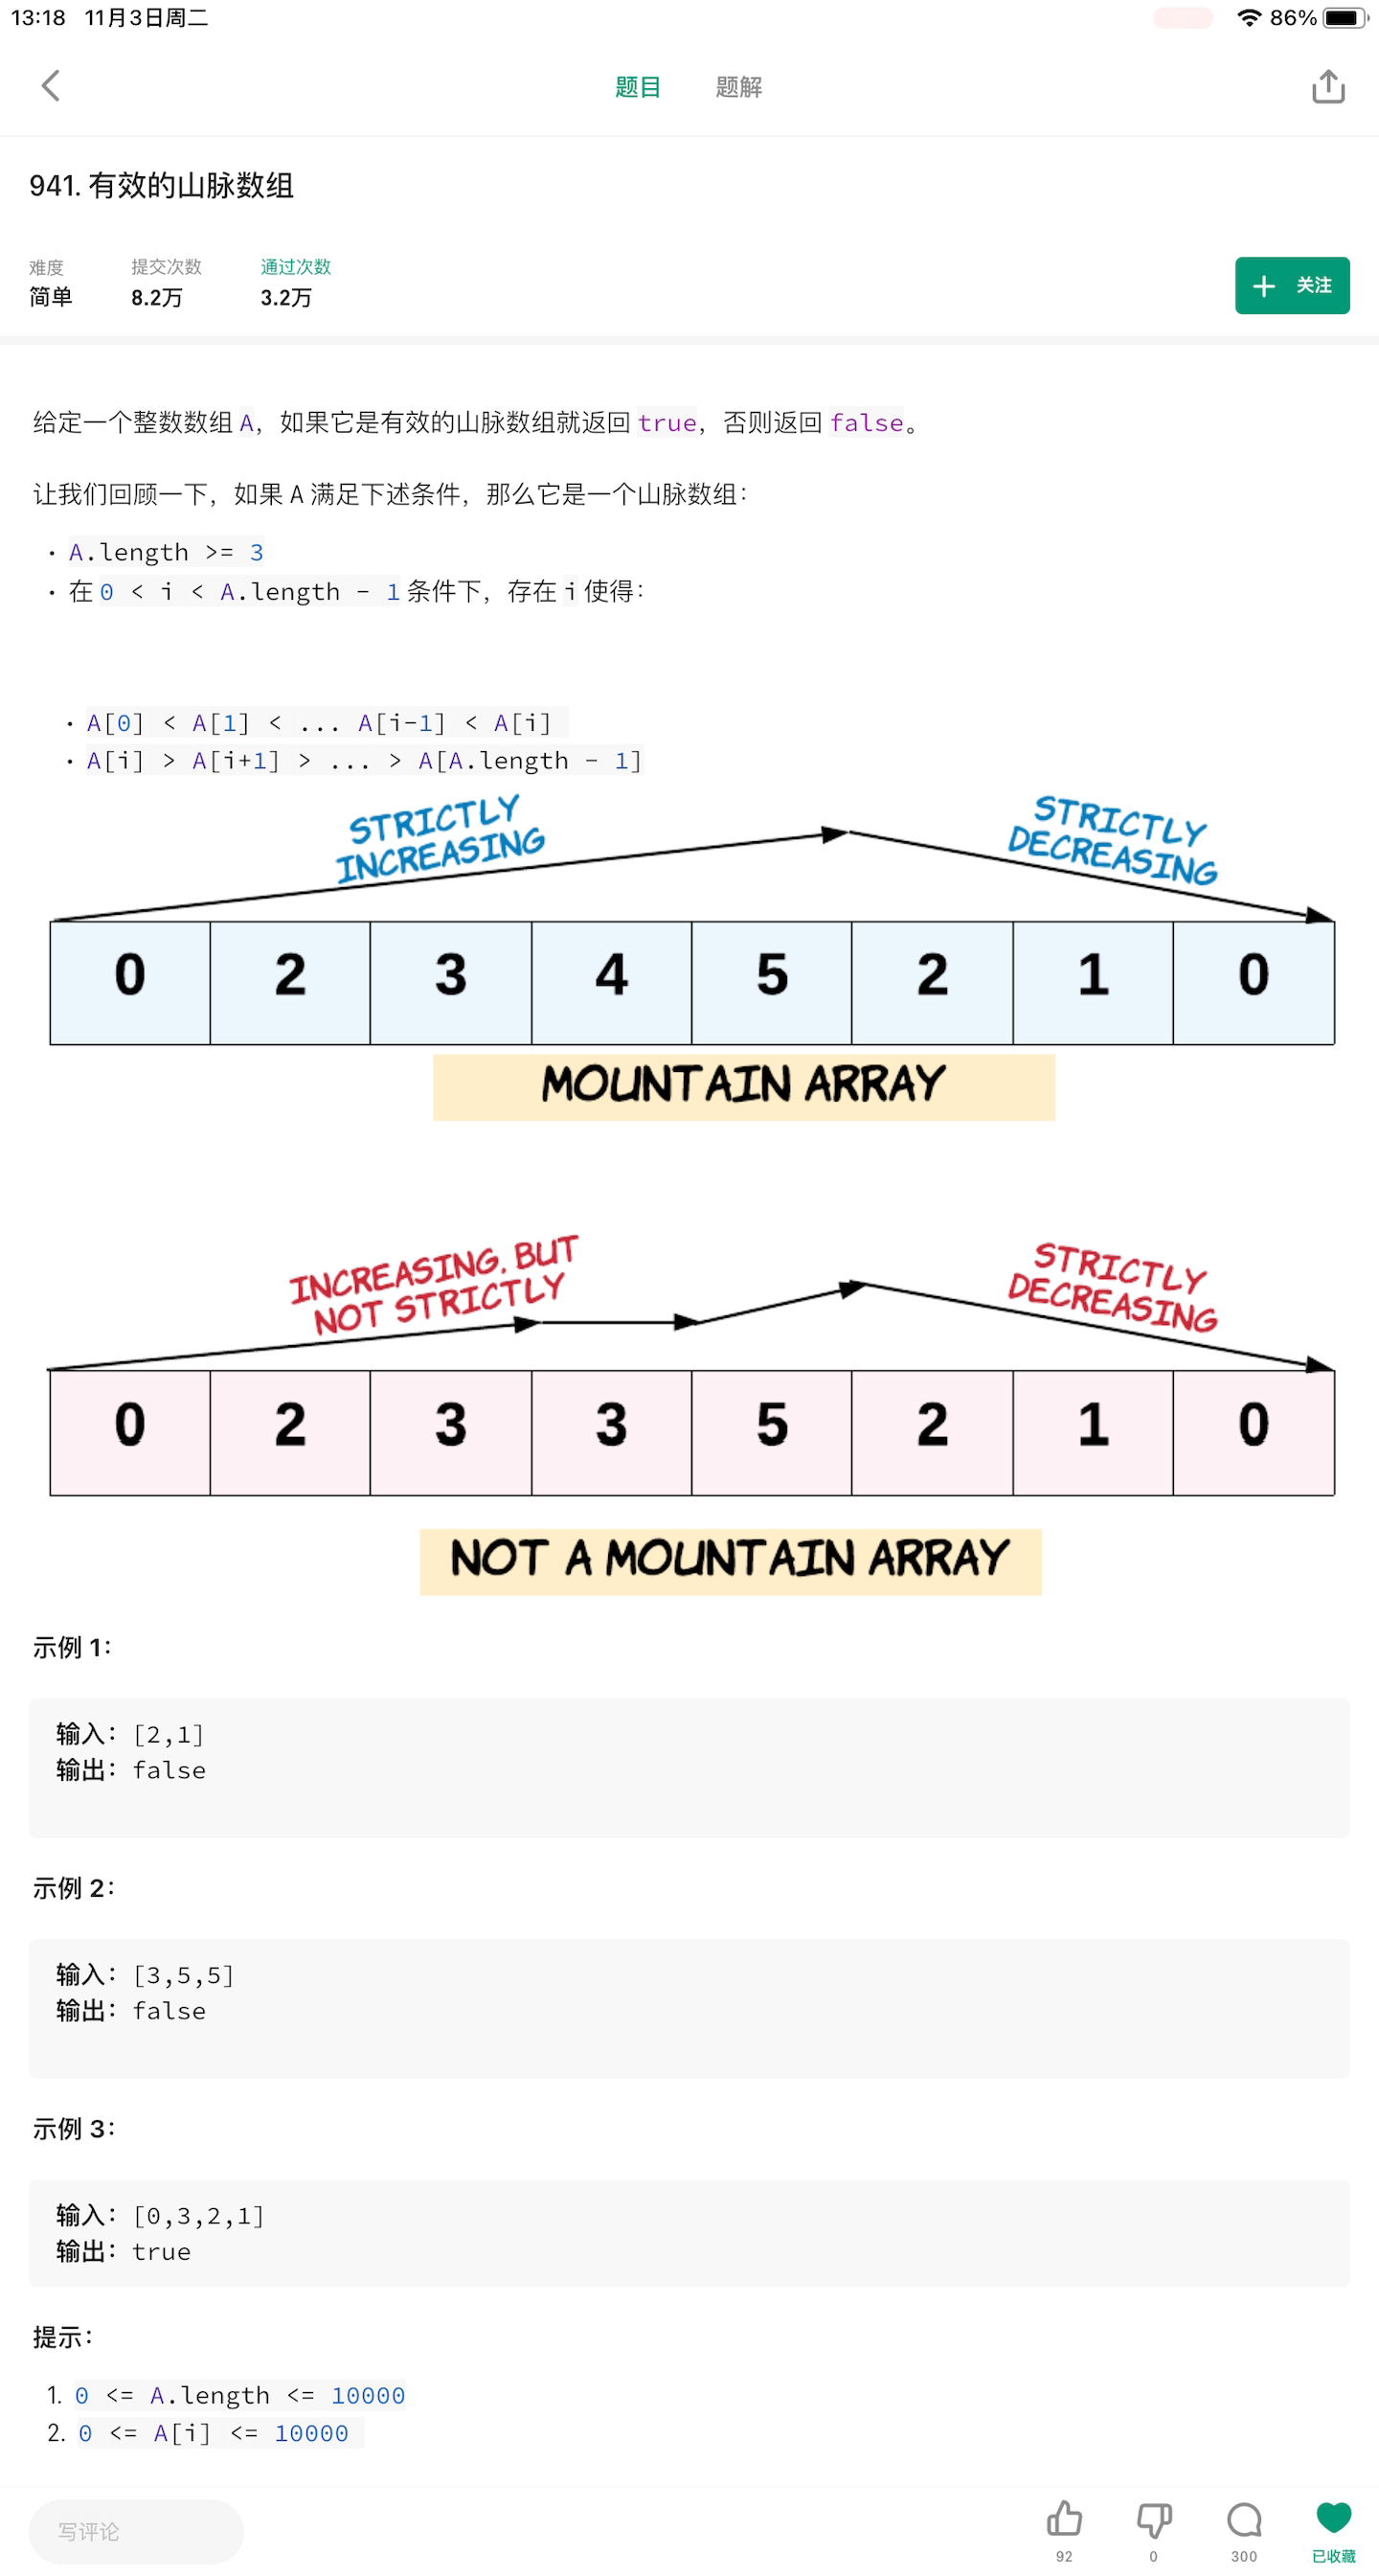 13:18 11月3日周二
86%
题目 题解
941. 有效的山脉数组
难度 提交次数 通过次数
简单 8.2万 3.2万
+ 关注
给定一个整数数组 A，如果它是有效的山脉数组就返回 true，否则返回 false。
让我们回顾一下，如果 A 满足下述条件，那么它是一个山脉数组：
• A.length >= 3
• 在 0 < i < A.length - 1 条件下，存在 i 使得：
• A[0] < A[1] < ... A[i-1] < A[i]
• A[i] > A[i+1] > ... > A[A.length - 1]
STRICTLY
INCREASING
STRICTLY
DECREASING
0 2 3 4 5 2 1 0
MOUNTAIN ARRAY
INCREASING, BUT
NOT STRICTLY
STRICTLY
DECREASING
0 2 3 3 5 2 1 0
NOT A MOUNTAIN ARRAY
示例 1：
输入：[2,1]
输出：false
示例 2：
输入：[3,5,5]
输出：false
示例 3：
输入：[0,3,2,1]
输出：true
提示：
1. 0 <= A.length <= 10000
2. 0 <= A[i] <= 10000
写评论
92 0 300 已收藏